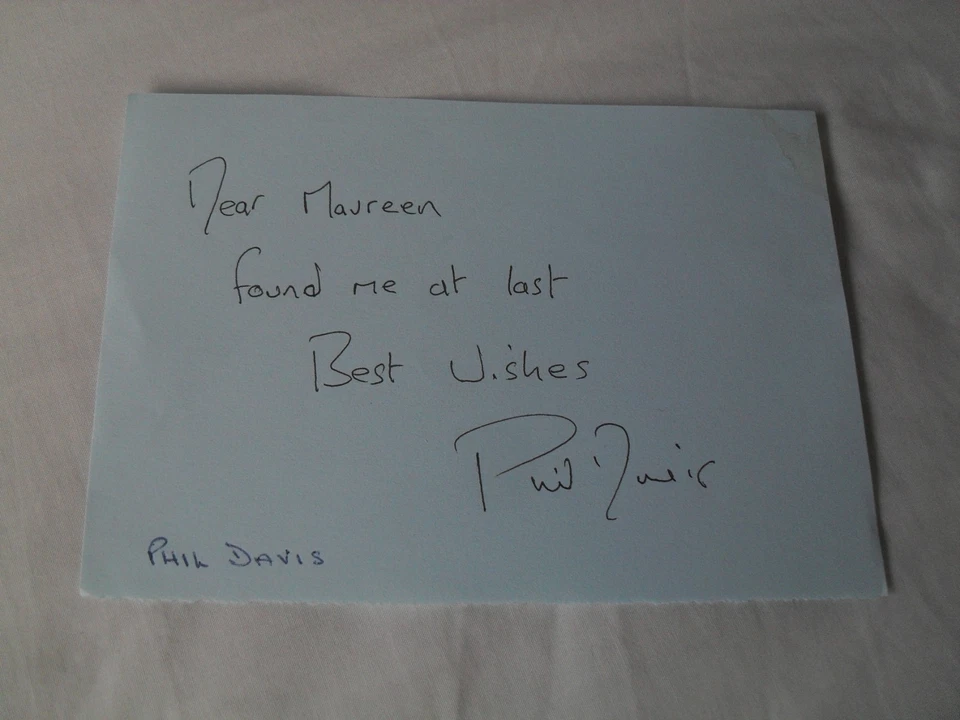 Dear Maureen
found me at last
Best Wishes
Phil Davis
PHIL DAVIS